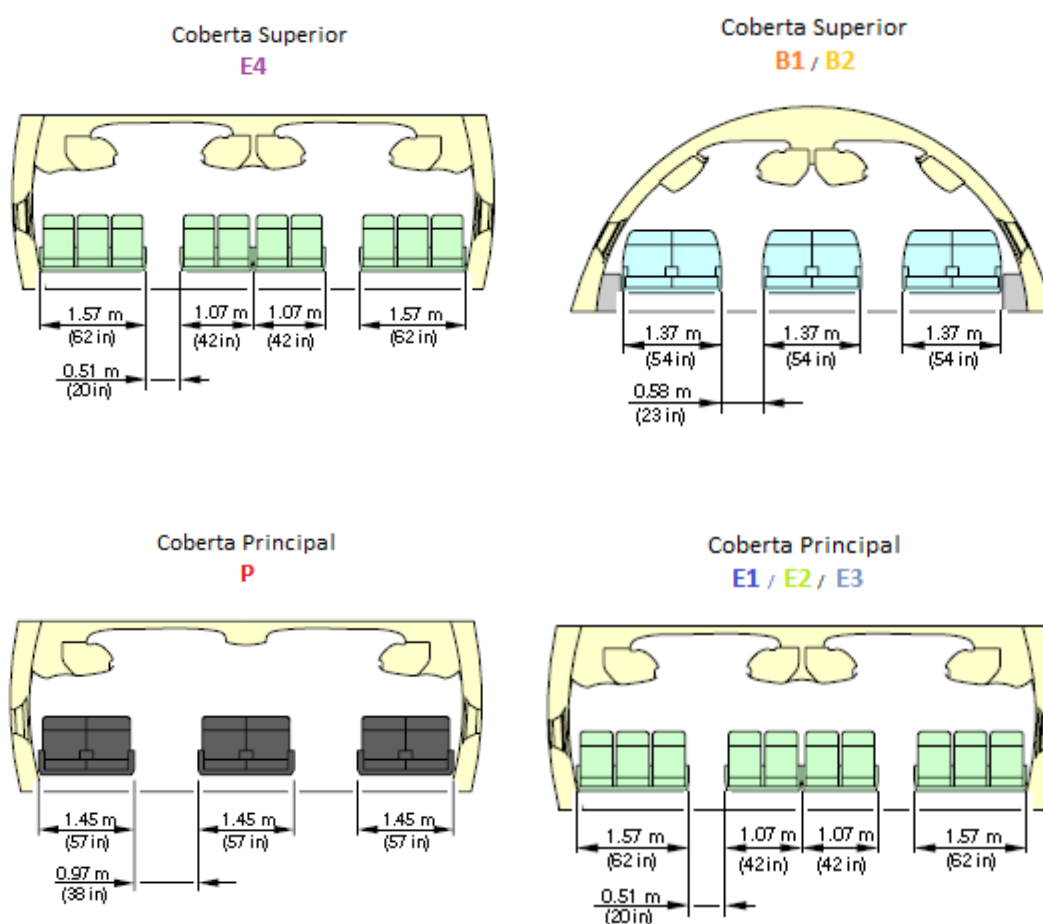 Coberta Superior
E4
1.57 m
(62 in)
1.07 m
(42 in)
1.07 m
(42 in)
1.57 m
(62 in)
0.51 m
(20 in)
Coberta Superior
B1 / B2
1.37 m
(54 in)
1.37 m
(54 in)
1.37 m
(54 in)
0.58 m
(23 in)
Coberta Principal
P
1.45 m
(57 in)
1.45 m
(57 in)
1.45 m
(57 in)
0.97 m
(38 in)
Coberta Principal
E1 / E2 / E3
1.57 m
(62 in)
1.07 m
(42 in)
1.07 m
(42 in)
1.57 m
(62 in)
0.51 m
(20 in)